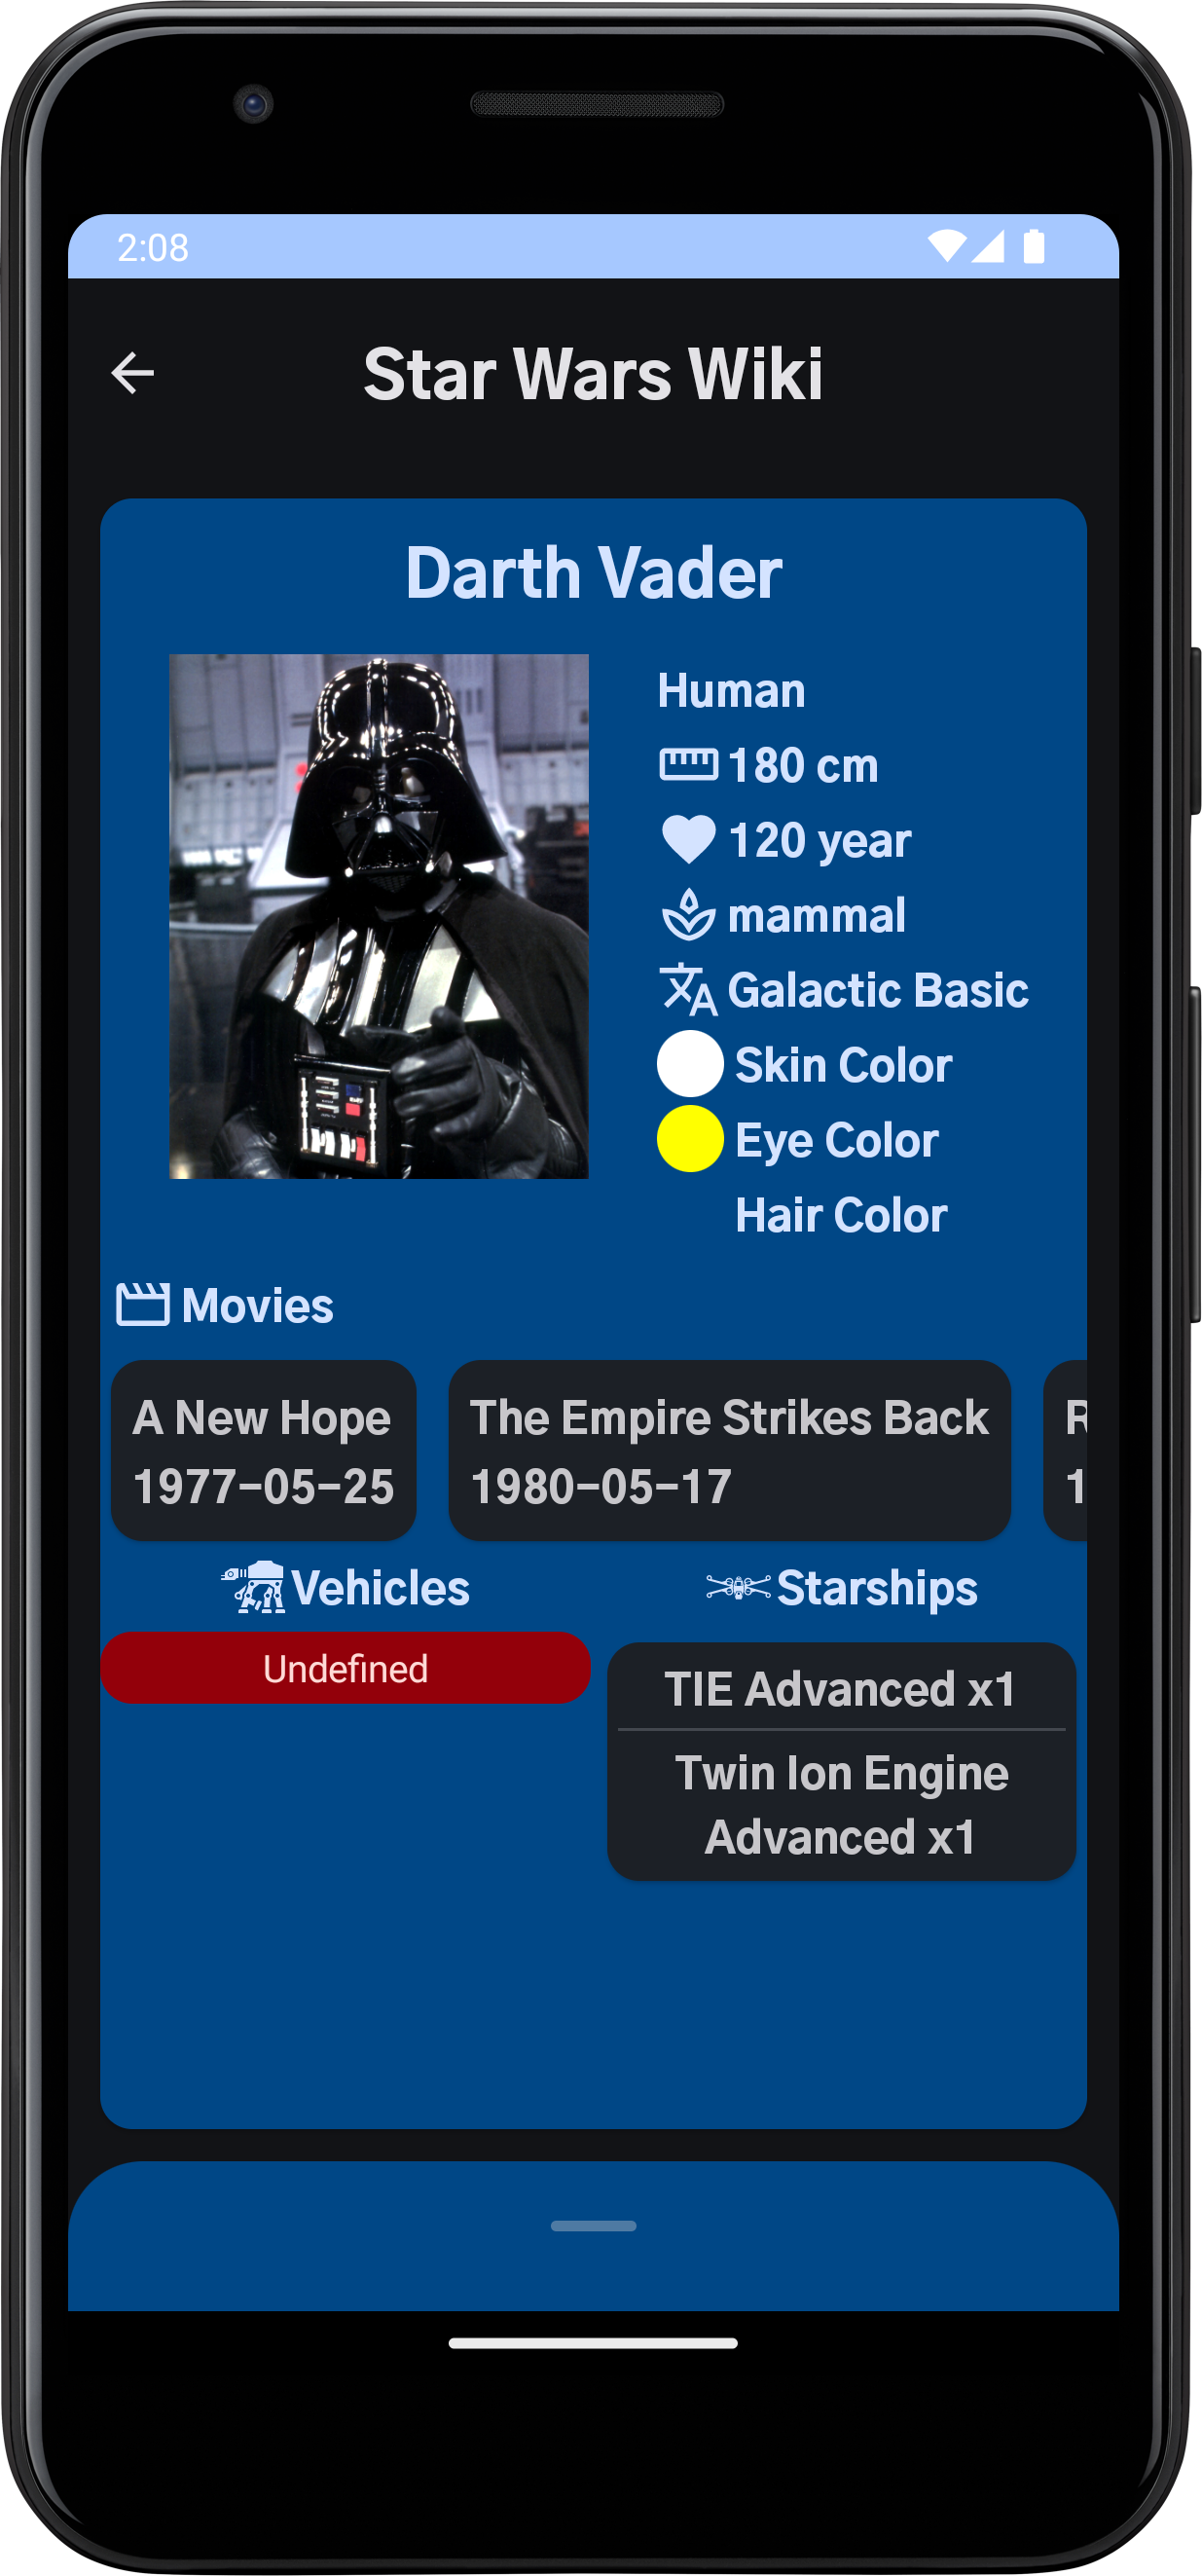 2:08
Star Wars Wiki
Darth Vader
Human
180 cm
120 year
mammal
Galactic Basic
Skin Color
Eye Color
Hair Color
Movies
A New Hope
1977-05-25
The Empire Strikes Back
1980-05-17
R
1
Vehicles
Starships
Undefined
TIE Advanced x1
Twin Ion Engine
Advanced x1